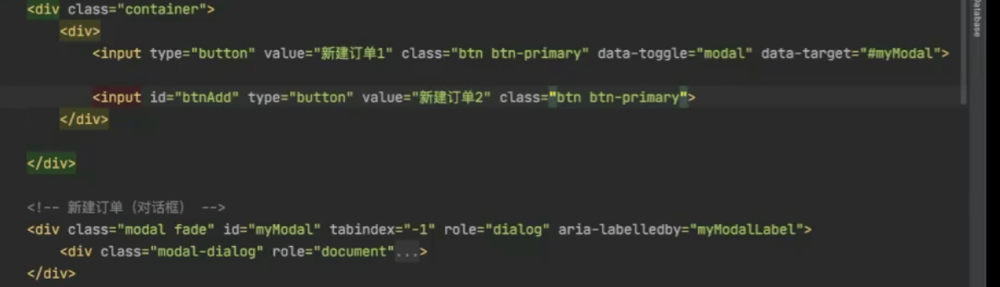 <div class="container">
<div>
<input type="button" value="新建订单1" class="btn btn-primary" data-toggle="modal" data-target="#myModal">
<input id="btnAdd" type="button" value="新建订单2" class="btn btn-primary">
</div>
</div>
<!-- 新建订单（对话框） -->
<div class="modal fade" id="myModal" tabindex="-1" role="dialog" aria-labelledby="myModalLabel">
<div class="modal-dialog" role="document"...>
</div>
Database